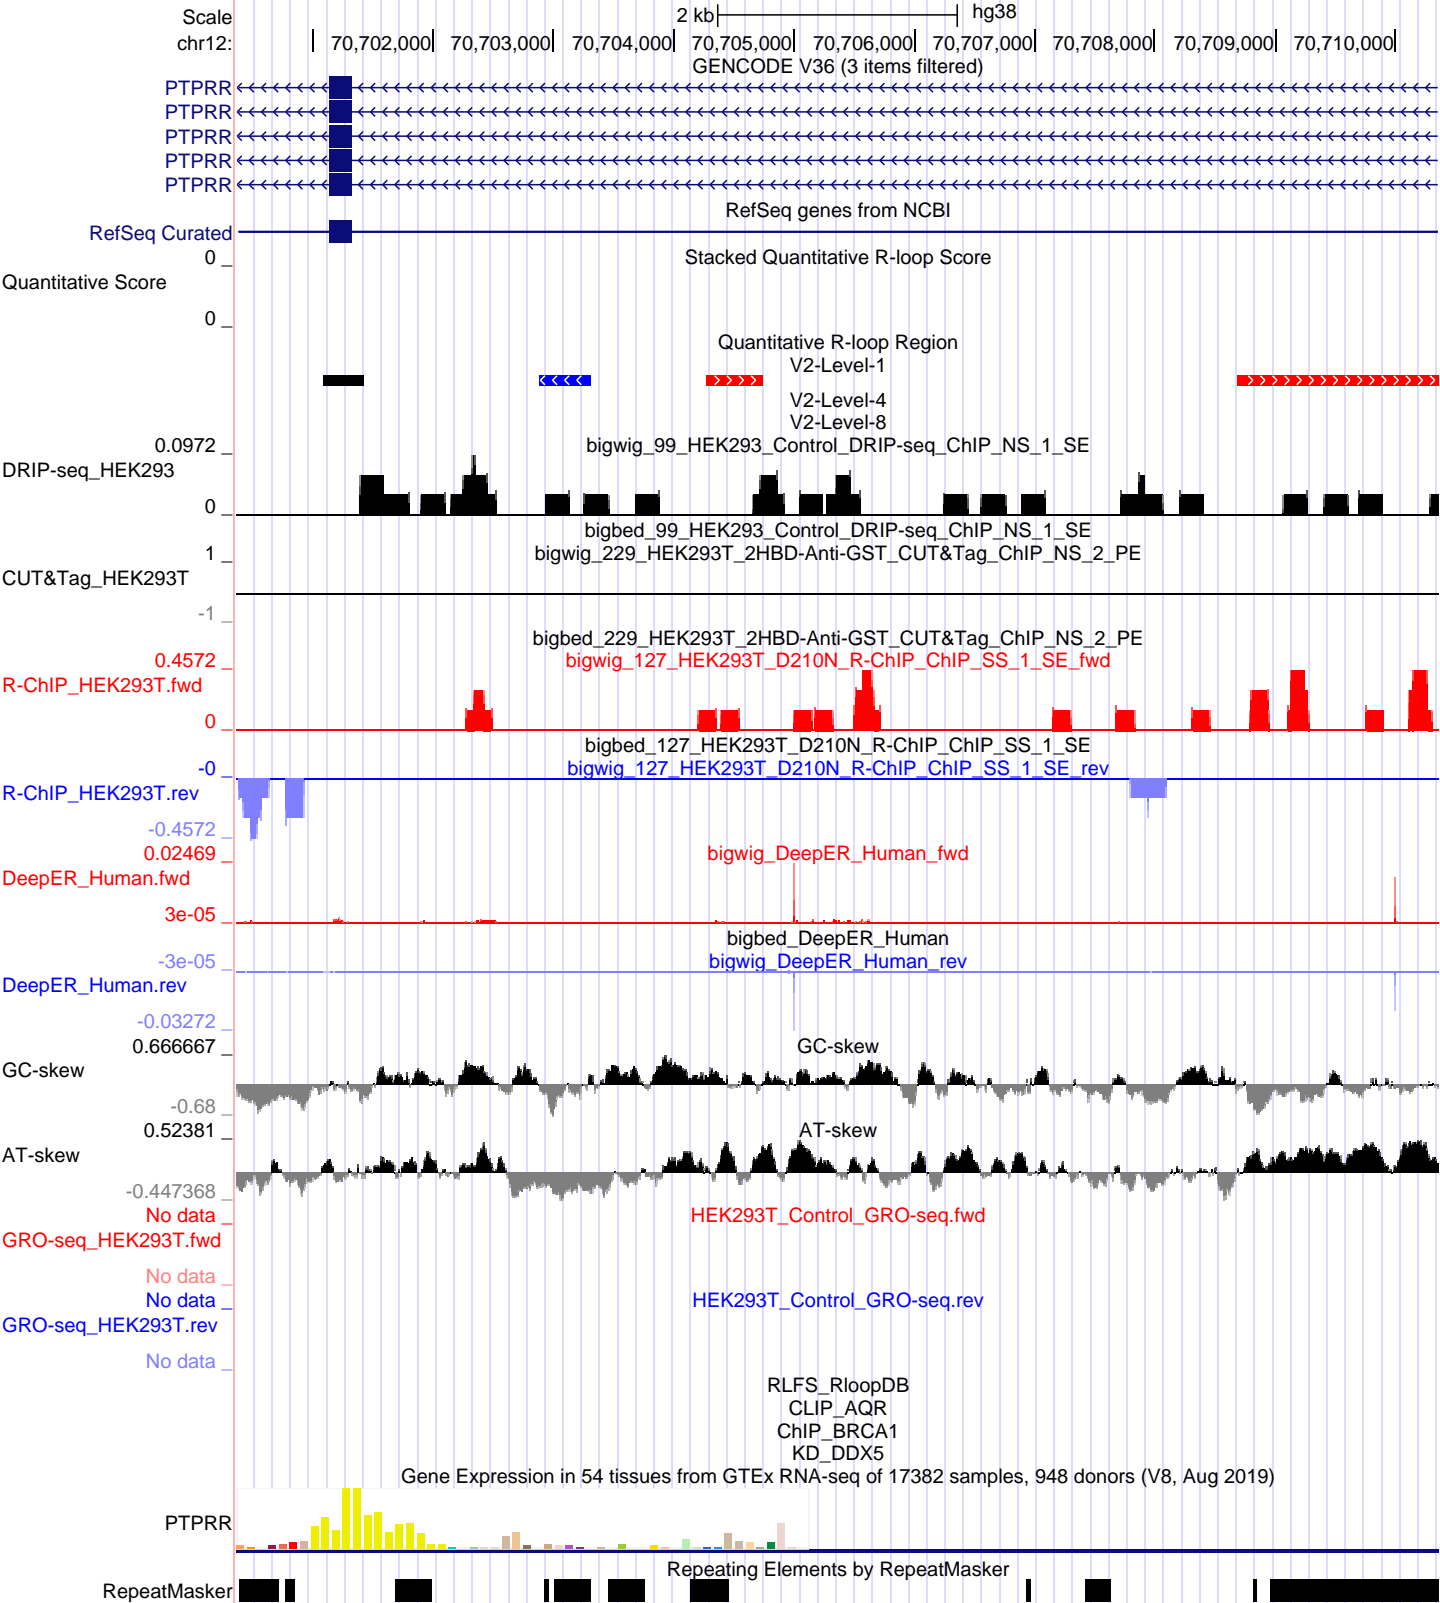 Scale 2 kb hg38
chr12: 70,702,000 70,703,000 70,704,000 70,705,000 70,706,000 70,707,000 70,708,000 70,709,000 70,710,000
GENCODE V36 (3 items filtered)
PTPRR
PTPRR
PTPRR
PTPRR
PTPRR
RefSeq genes from NCBI
RefSeq Curated
0 _ Stacked Quantitative R-loop Score
Quantitative Score
0 _
Quantitative R-loop Region
V2-Level-1
V2-Level-4
V2-Level-8
0.0972 _ bigwig_99_HEK293_Control_DRIP-seq_ChIP_NS_1_SE
DRIP-seq_HEK293
0 _
bigbed_99_HEK293_Control_DRIP-seq_ChIP_NS_1_SE
1 _ bigwig_229_HEK293T_2HBD-Anti-GST_CUT&Tag_ChIP_NS_2_PE
CUT&Tag_HEK293T
-1 _
bigbed_229_HEK293T_2HBD-Anti-GST_CUT&Tag_ChIP_NS_2_PE
0.4572 _ bigwig_127_HEK293T_D210N_R-ChIP_ChIP_SS_1_SE_fwd
R-ChIP_HEK293T.fwd
0 _
bigbed_127_HEK293T_D210N_R-ChIP_ChIP_SS_1_SE
-0 _ bigwig_127_HEK293T_D210N_R-ChIP_ChIP_SS_1_SE_rev
R-ChIP_HEK293T.rev
-0.4572 _
0.02469 _ bigwig_DeepER_Human_fwd
DeepER_Human.fwd
3e-05 _
bigbed_DeepER_Human
-3e-05 _ bigwig_DeepER_Human_rev
DeepER_Human.rev
-0.03272 _
0.666667 _ GC-skew
GC-skew
-0.68 _
0.52381 _ AT-skew
AT-skew
-0.447368 _
No data _ HEK293T_Control_GRO-seq.fwd
GRO-seq_HEK293T.fwd
No data _
No data _ HEK293T_Control_GRO-seq.rev
GRO-seq_HEK293T.rev
No data _
RLFS_RloopDB
CLIP_AQR
ChIP_BRCA1
KD_DDX5
Gene Expression in 54 tissues from GTEx RNA-seq of 17382 samples, 948 donors (V8, Aug 2019)
PTPRR
Repeating Elements by RepeatMasker
RepeatMasker